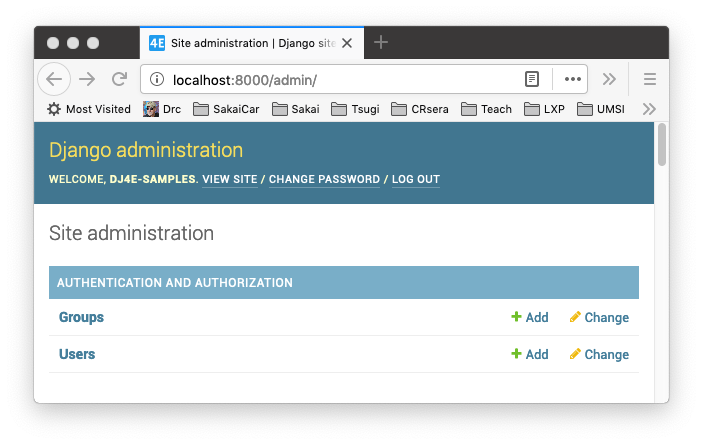 4E Site administration | Django site
localhost:8000/admin/
Most Visited Drc SakaiCar Sakai Tsugi CRsera Teach LXP UMSI
Django administration
WELCOME, DJ4E-SAMPLES. VIEW SITE / CHANGE PASSWORD / LOG OUT
Site administration
AUTHENTICATION AND AUTHORIZATION
Groups Add Change
Users Add Change